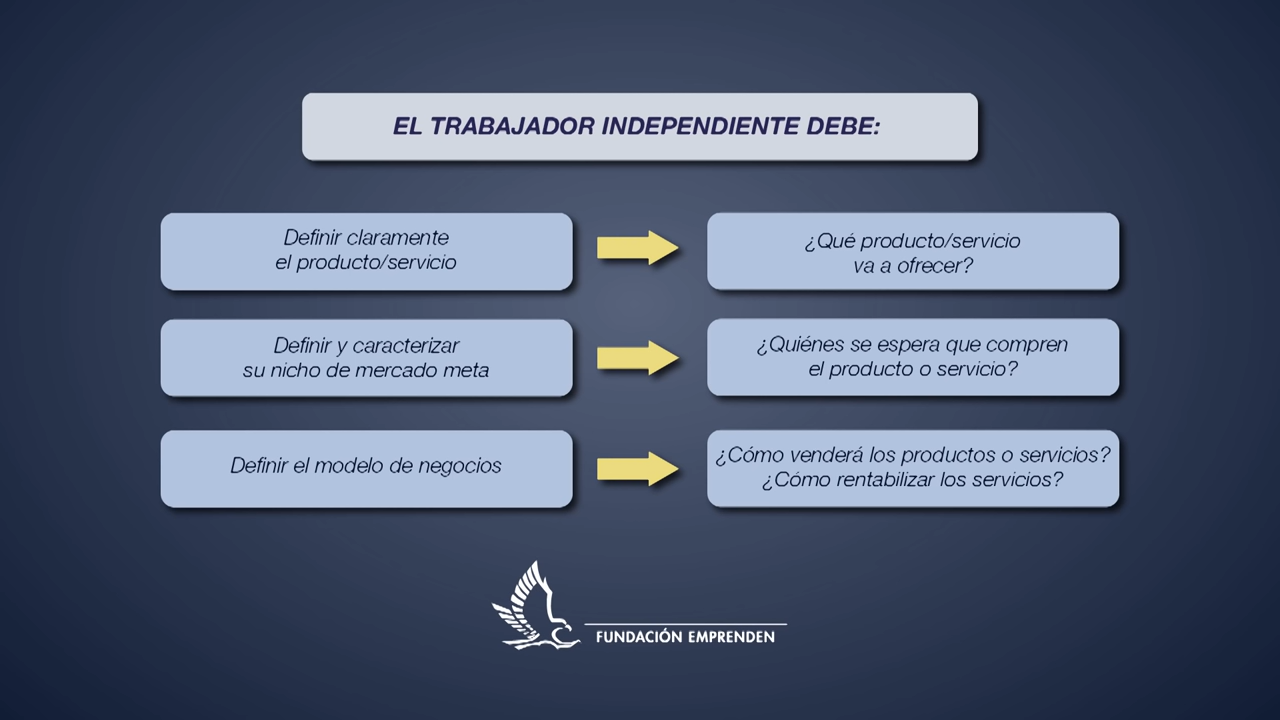 EL TRABAJADOR INDEPENDIENTE DEBE:
Definir claramente
el producto/servicio
¿Qué producto/servicio
va a ofrecer?
Definir y caracterizar
su nicho de mercado meta
¿Quiénes se espera que compren
el producto o servicio?
Definir el modelo de negocios
¿Cómo venderá los productos o servicios?
¿Cómo rentabilizar los servicios?
FUNDACIÓN EMPRENDEN